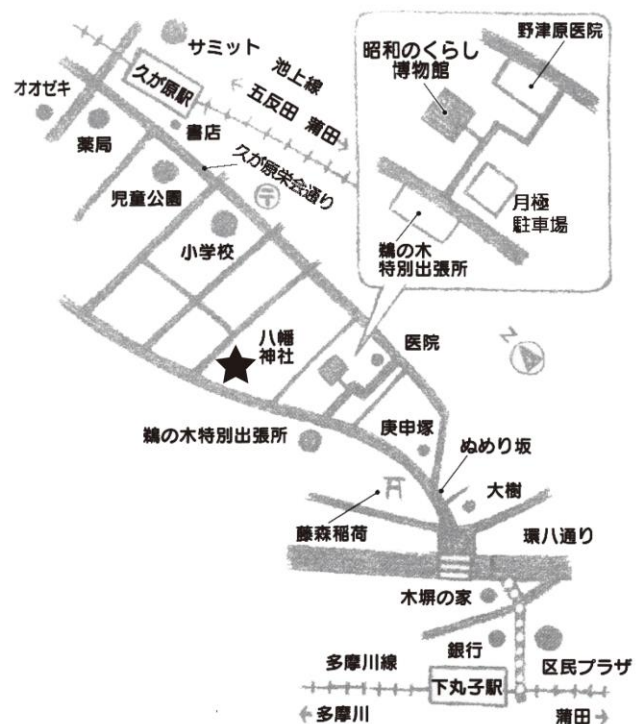 サミット
池上線
久が原駅
五反田
蒲田
オオゼキ
薬局
書店
久が原栄会通り
〒
児童公園
小学校
八幡
神社
医院
鵜の木特別出張所
庚申塚
ぬめり坂
大樹
藤森稲荷
環八通り
木塀の家
銀行
区民プラザ
多摩川線
下丸子駅
←多摩川
蒲田→
野津原医院
昭和のくらし
博物館
月極
駐車場
鵜の木
特別出張所
N